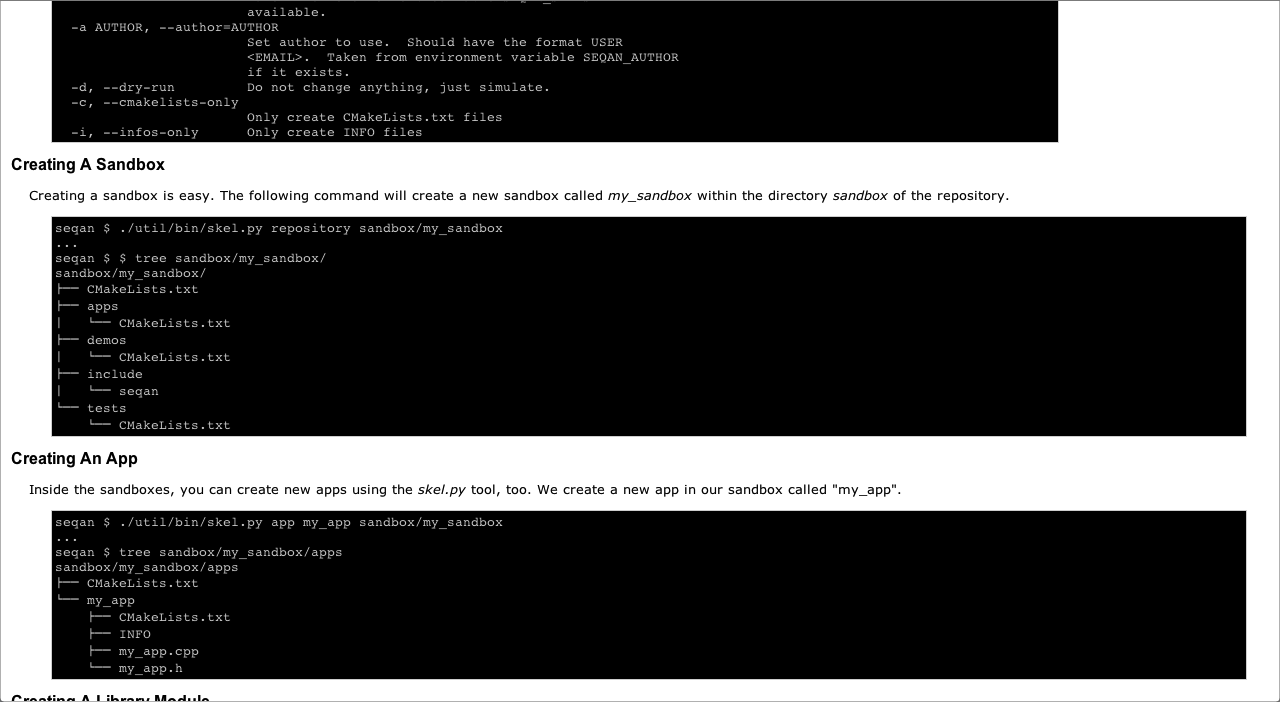 available.
-a AUTHOR, --author=AUTHOR
Set author to use.  Should have the format USER
<EMAIL>.  Taken from environment variable SEQAN_AUTHOR
if it exists.
-d, --dry-run         Do not change anything, just simulate.
-c, --cmakelists-only
Only create CMakeLists.txt files
-i, --infos-only      Only create INFO files
Creating A Sandbox
Creating a sandbox is easy. The following command will create a new sandbox called my_sandbox within the directory sandbox of the repository.
seqan $ ./util/bin/skel.py repository sandbox/my_sandbox
...
seqan $ $ tree sandbox/my_sandbox/
sandbox/my_sandbox/
├── CMakeLists.txt
├── apps
│   └── CMakeLists.txt
├── demos
│   └── CMakeLists.txt
├── include
│   └── seqan
└── tests
    └── CMakeLists.txt
Creating An App
Inside the sandboxes, you can create new apps using the skel.py tool, too. We create a new app in our sandbox called "my_app".
seqan $ ./util/bin/skel.py app my_app sandbox/my_sandbox
...
seqan $ tree sandbox/my_sandbox/apps
sandbox/my_sandbox/apps
├── CMakeLists.txt
└── my_app
    ├── CMakeLists.txt
    ├── INFO
    ├── my_app.cpp
    └── my_app.h
Creating A Library Module